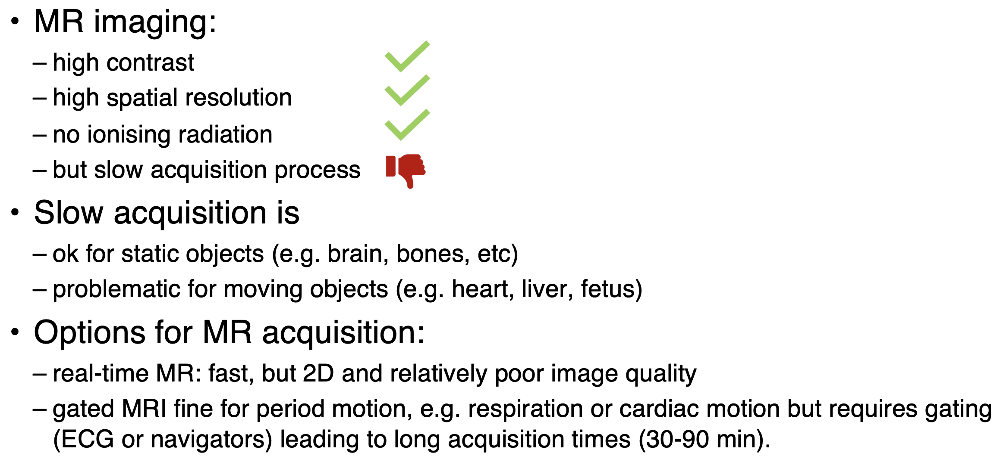 • MR imaging:
– high contrast
– high spatial resolution
– no ionising radiation
– but slow acquisition process
• Slow acquisition is
– ok for static objects (e.g. brain, bones, etc)
– problematic for moving objects (e.g. heart, liver, fetus)
• Options for MR acquisition:
– real-time MR: fast, but 2D and relatively poor image quality
– gated MRI fine for period motion, e.g. respiration or cardiac motion but requires gating
(ECG or navigators) leading to long acquisition times (30-90 min).